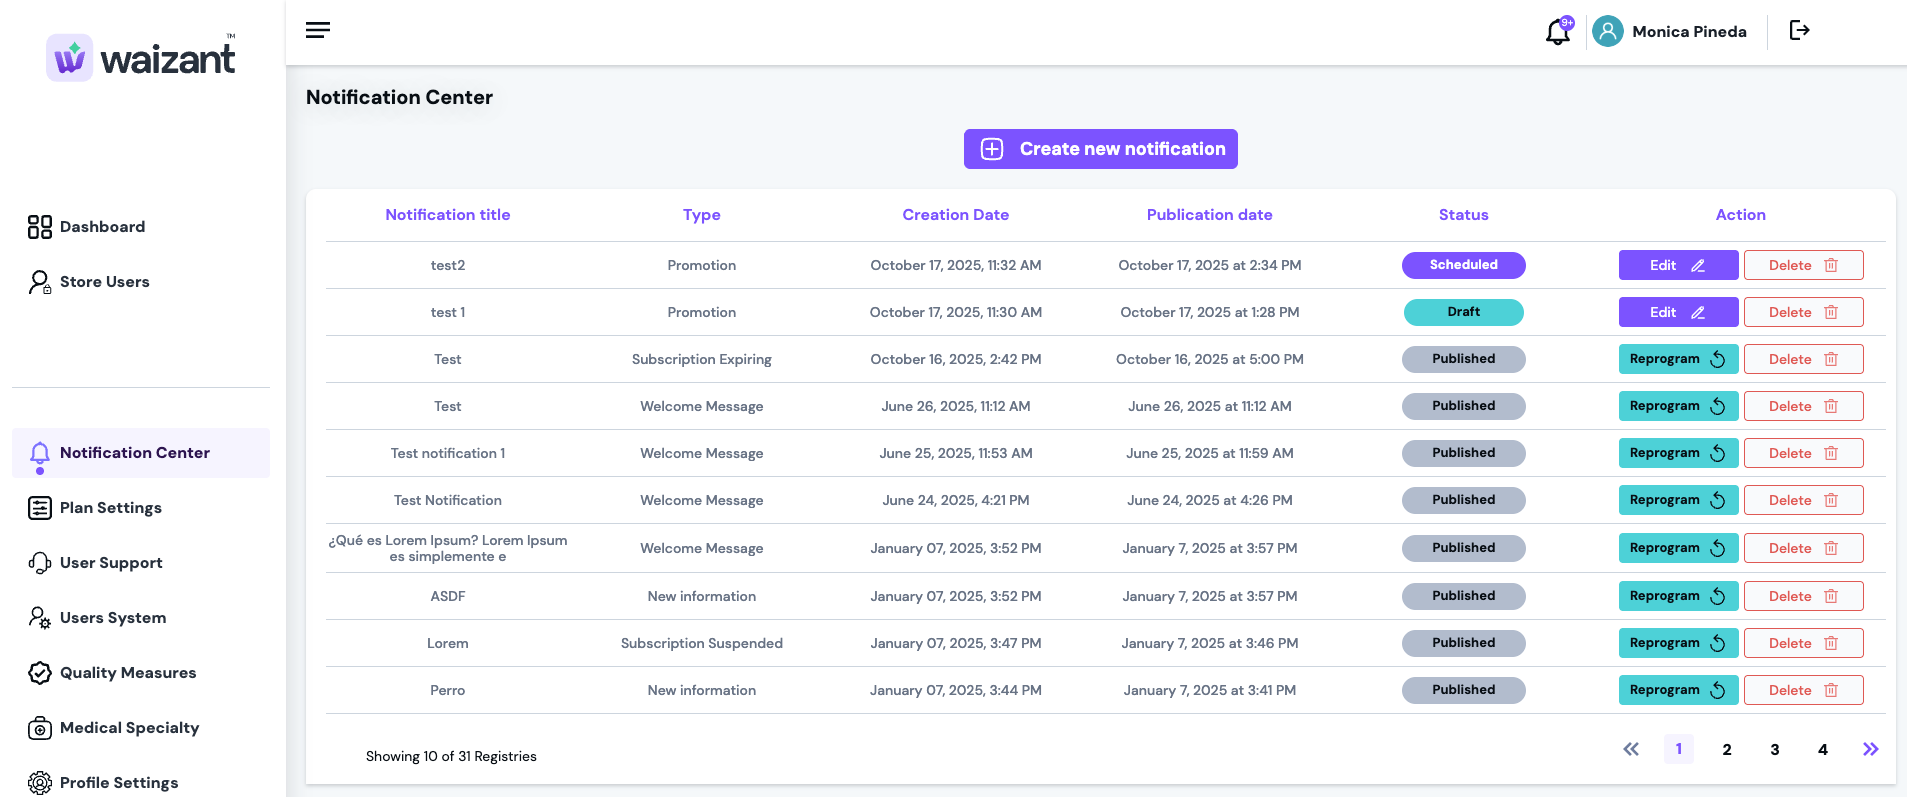 waizant™
9+
Monica Pineda
Notification Center
Create new notification
Dashboard
Store Users
Notification Center
Plan Settings
User Support
Users System
Quality Measures
Medical Specialty
Profile Settings
Notification title Type Creation Date Publication date Status Action
test2 Promotion October 17, 2025, 11:32 AM October 17, 2025 at 2:34 PM Scheduled Edit Delete
test 1 Promotion October 17, 2025, 11:30 AM October 17, 2025 at 1:28 PM Draft Edit Delete
Test Subscription Expiring October 16, 2025, 2:42 PM October 16, 2025 at 5:00 PM Published Reprogram Delete
Test Welcome Message June 26, 2025, 11:12 AM June 26, 2025 at 11:12 AM Published Reprogram Delete
Test notification 1 Welcome Message June 25, 2025, 11:53 AM June 25, 2025 at 11:59 AM Published Reprogram Delete
Test Notification Welcome Message June 24, 2025, 4:21 PM June 24, 2025 at 4:26 PM Published Reprogram Delete
¿Qué es Lorem Ipsum? Lorem Ipsum
es simplemente e Welcome Message January 07, 2025, 3:52 PM January 7, 2025 at 3:57 PM Published Reprogram Delete
ASDF New information January 07, 2025, 3:52 PM January 7, 2025 at 3:57 PM Published Reprogram Delete
Lorem Subscription Suspended January 07, 2025, 3:47 PM January 7, 2025 at 3:46 PM Published Reprogram Delete
Perro New information January 07, 2025, 3:44 PM January 7, 2025 at 3:41 PM Published Reprogram Delete
Showing 10 of 31 Registries
« 1 2 3 4 »